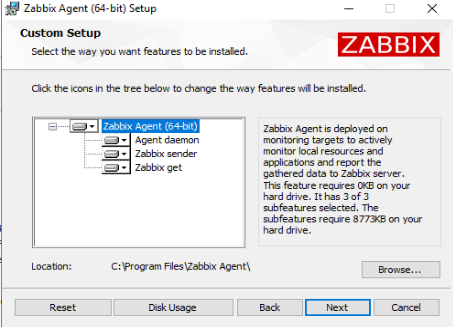 Zabbix Agent (64-bit) Setup
Custom Setup
Select the way you want features to be installed.
ZABBIX
Click the icons in the tree below to change the way features will be installed.
Zabbix Agent (64-bit)
Agent daemon
Zabbix sender
Zabbix get
Zabbix Agent is deployed on
monitoring targets to actively
monitor local resources and
applications and report the
gathered data to Zabbix server.
This feature requires 0KB on your
hard drive. It has 3 of 3
subfeatures selected. The
subfeatures require 8773KB on your
hard drive.
Location: C:\Program Files\Zabbix Agent\
Browse...
Reset Disk Usage Back Next Cancel